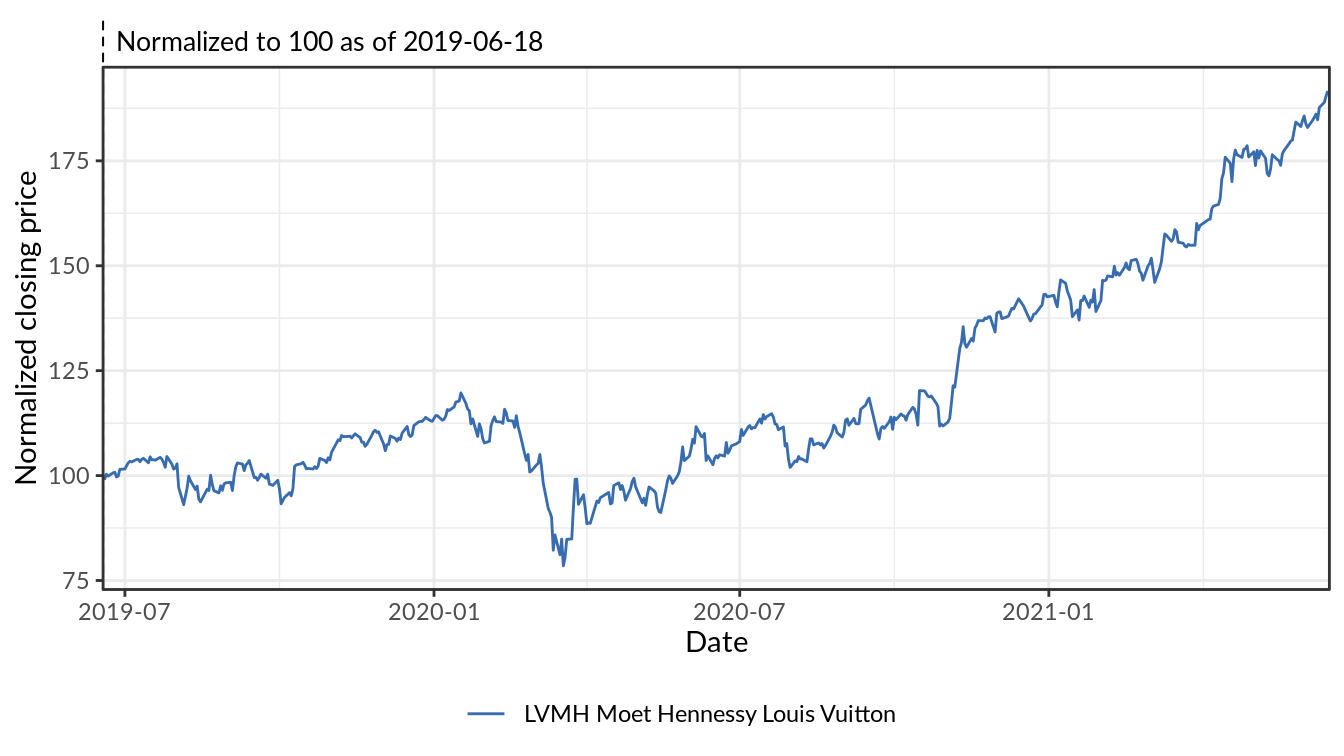 Normalized to 100 as of 2019-06-18
Normalized closing price
175
150
125
100
75
2019-07
2020-01
2020-07
2021-01
Date
LVMH Moet Hennessy Louis Vuitton